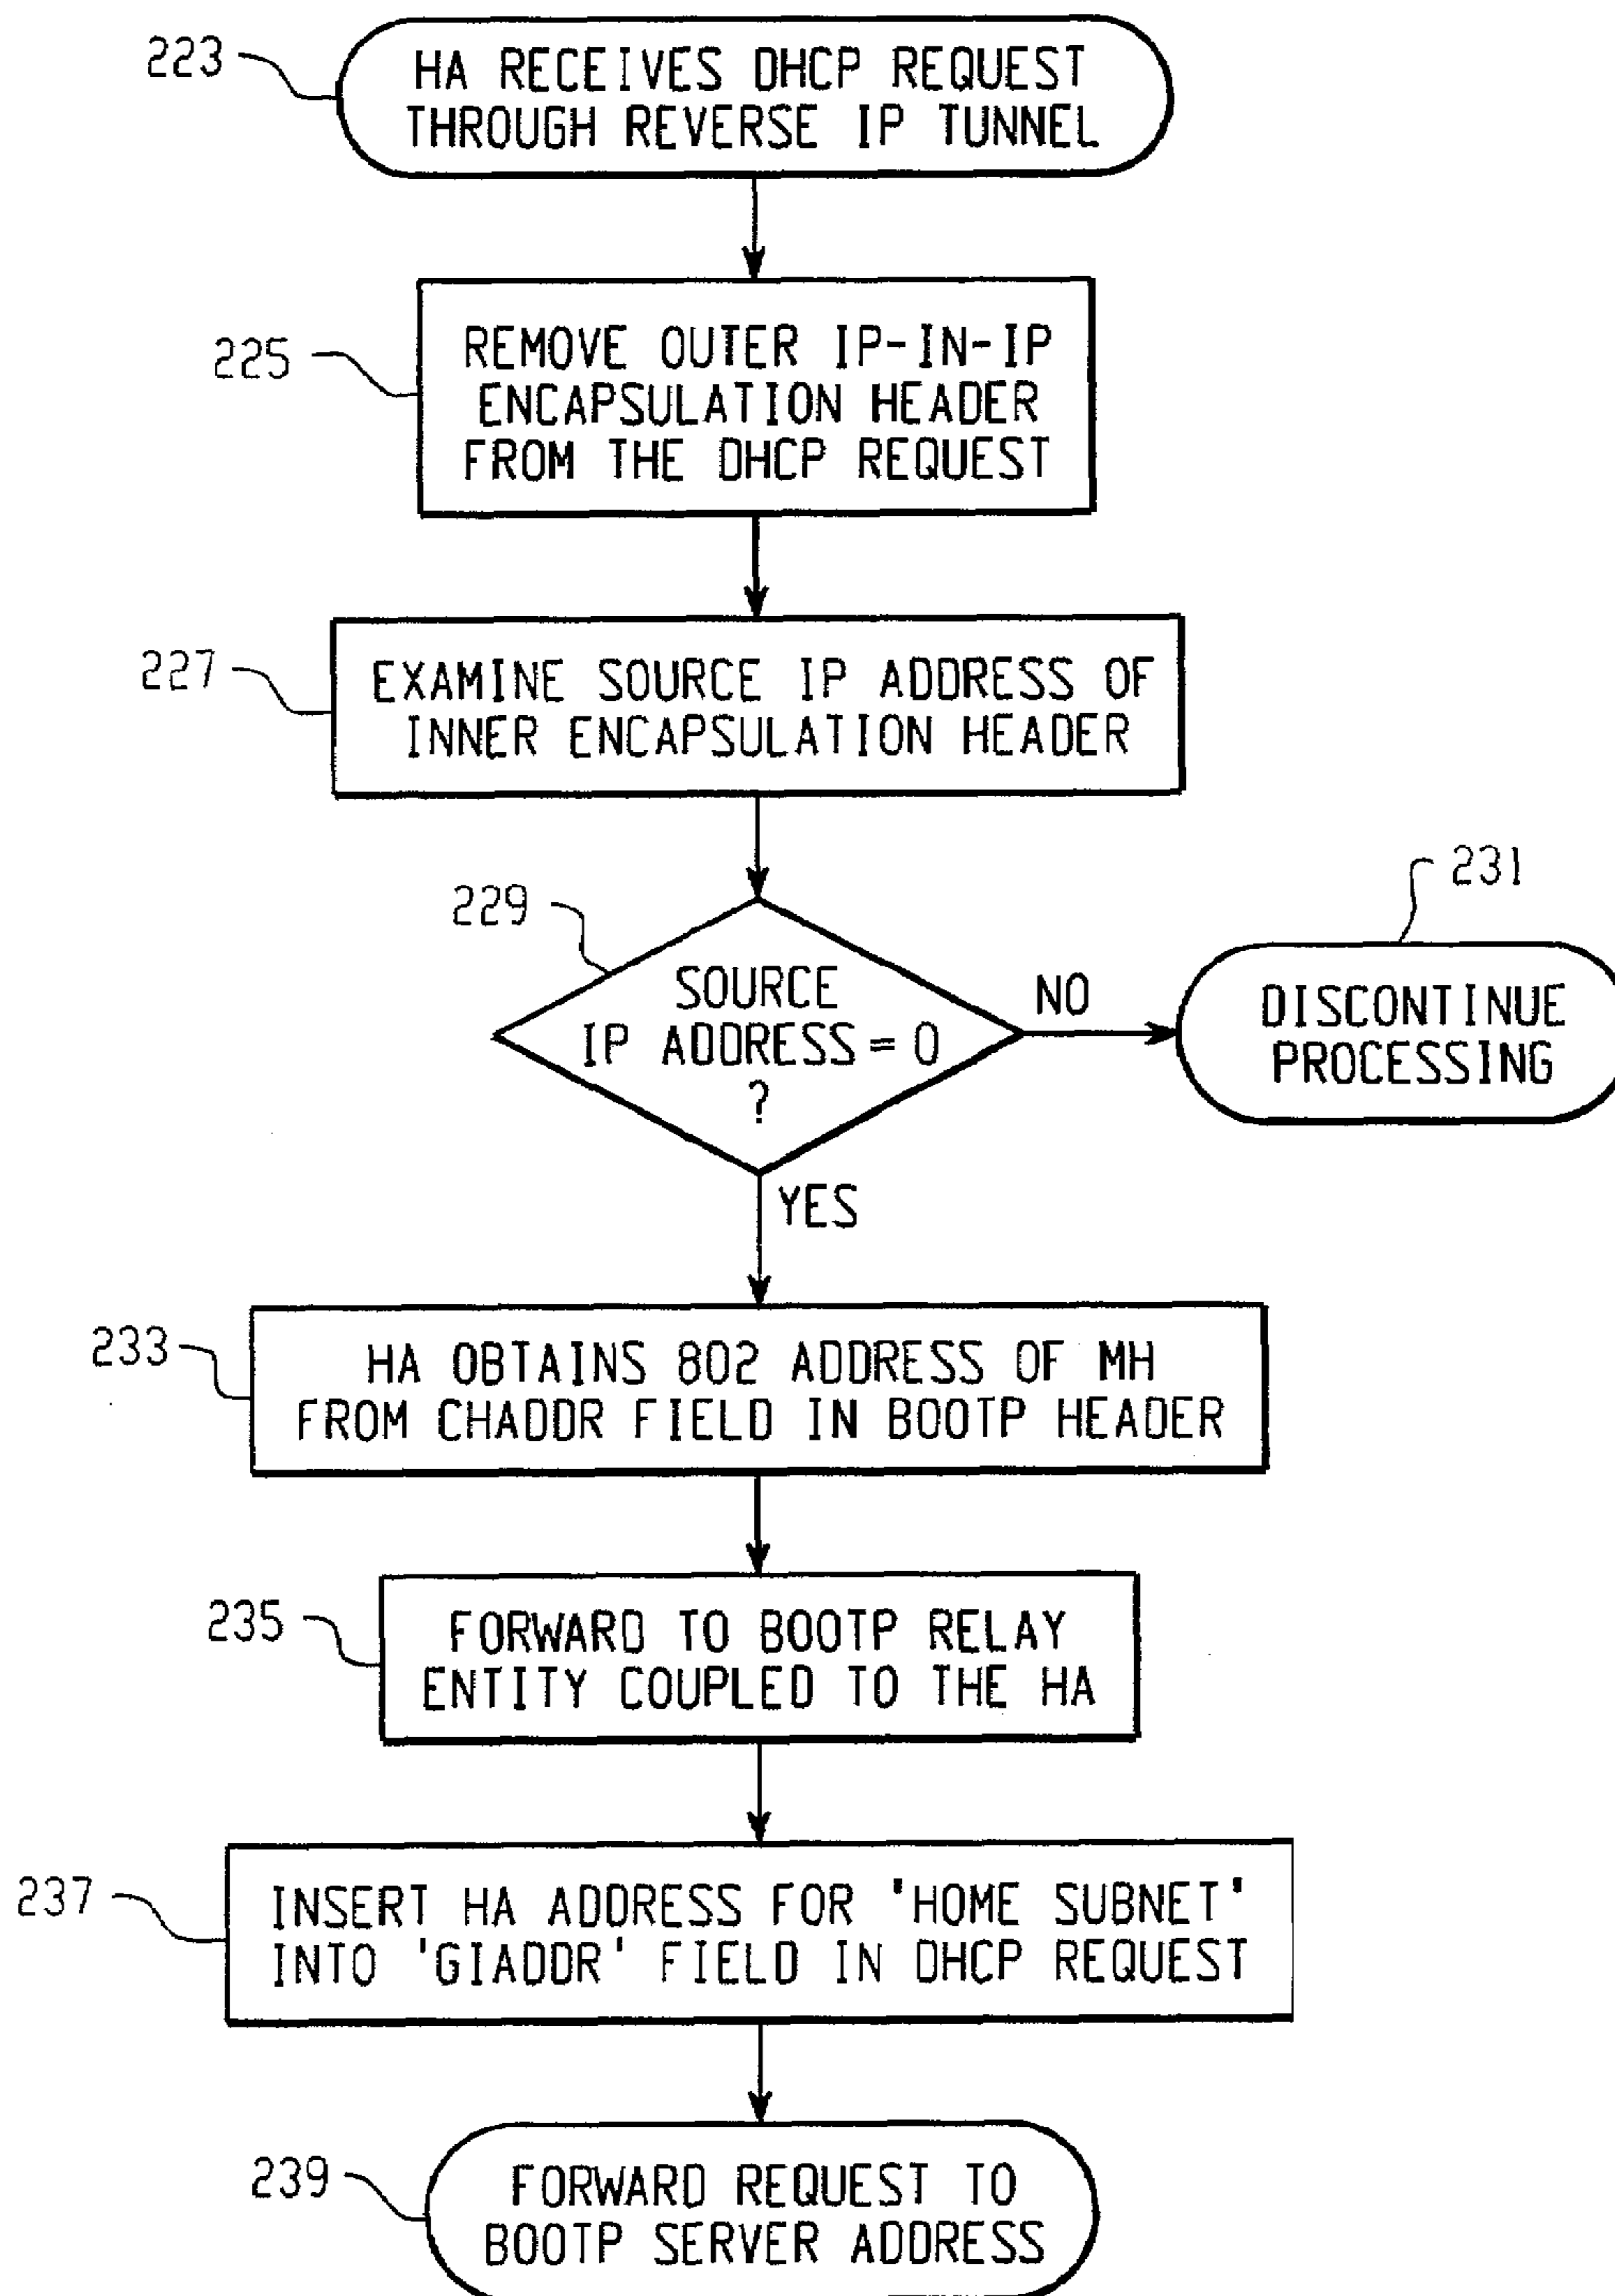 223
HA RECEIVES DHCP REQUEST
THROUGH REVERSE IP TUNNEL
225
REMOVE OUTER IP-IN-IP
ENCAPSULATION HEADER
FROM THE DHCP REQUEST
227
EXAMINE SOURCE IP ADDRESS OF
INNER ENCAPSULATION HEADER
229
SOURCE
IP ADDRESS = 0
?
NO
231
DISCONTINUE
PROCESSING
YES
233
HA OBTAINS 802 ADDRESS OF MH
FROM CHADDR FIELD IN BOOTP HEADER
235
FORWARD TO BOOTP RELAY
ENTITY COUPLED TO THE HA
237
INSERT HA ADDRESS FOR 'HOME SUBNET'
INTO 'GIADDR' FIELD IN DHCP REQUEST
239
FORWARD REQUEST TO
BOOTP SERVER ADDRESS